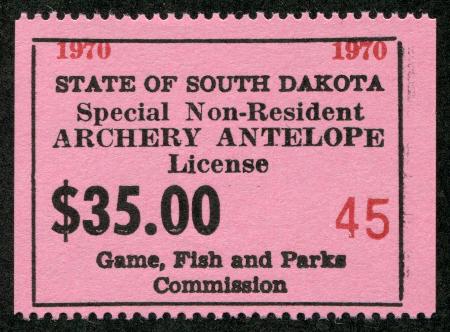 1970 1970
STATE OF SOUTH DAKOTA
Special Non-Resident
ARCHERY ANTELOPE
License
$35.00 45
Game, Fish and Parks
Commission